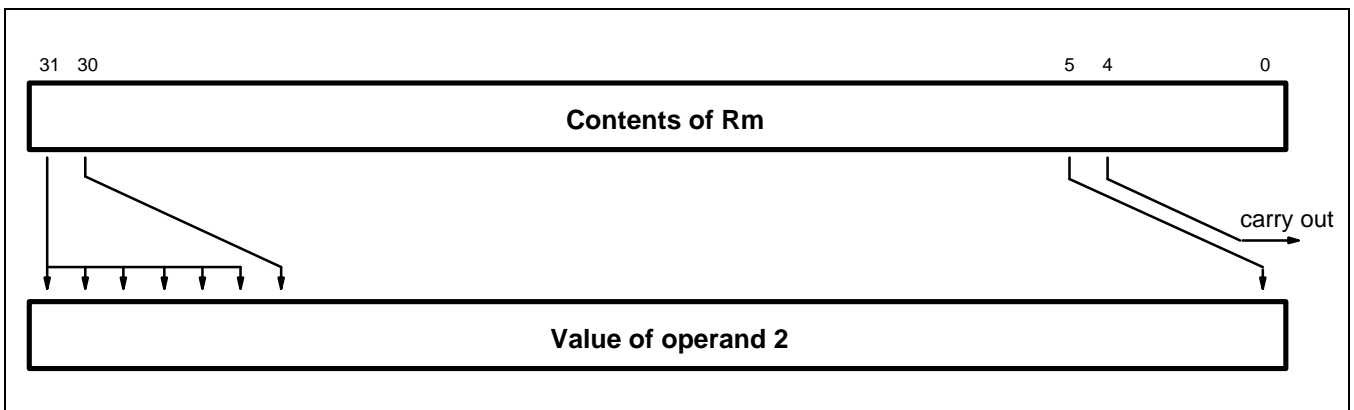 31 30 5 4 0
Contents of Rm
carry out
Value of operand 2